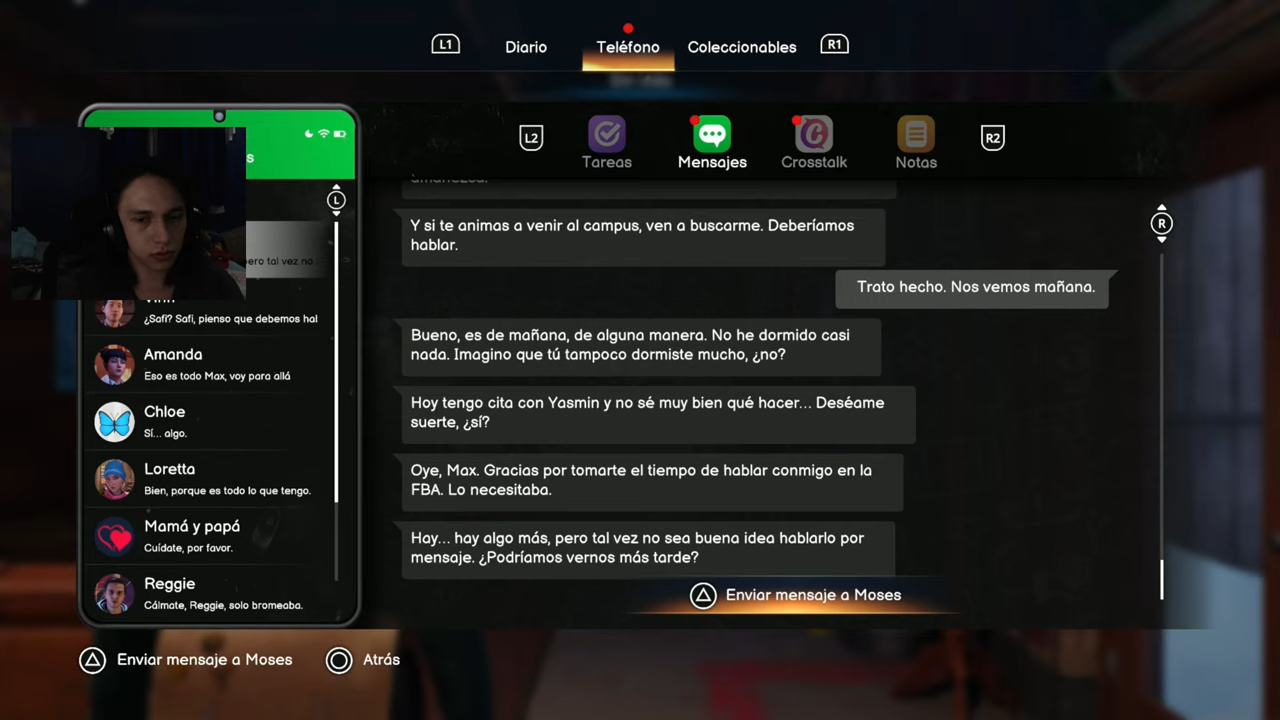 L1
Diario
Teléfono
Coleccionables
R1
L2
Tareas
Mensajes
Crosstalk
Notas
R2
s
L
ero tal vez no
¿Safi? Safi, pienso que debemos hal
Amanda
Eso es todo Max, voy para allá
Chloe
Sí... algo.
Loretta
Bien, porque es todo lo que tengo.
Mamá y papá
Cuídate, por favor.
Reggie
Cálmate, Reggie, solo bromeaba.
Y si te animas a venir al campus, ven a buscarme. Deberíamos
hablar.
R
Trato hecho. Nos vemos mañana.
Bueno, es de mañana, de alguna manera. No he dormido casi
nada. Imagino que tú tampoco dormiste mucho, ¿no?
Hoy tengo cita con Yasmin y no sé muy bien qué hacer... Deséame
suerte, ¿sí?
Oye, Max. Gracias por tomarte el tiempo de hablar conmigo en la
FBA. Lo necesitaba.
Hay... hay algo más, pero tal vez no sea buena idea hablarlo por
mensaje. ¿Podríamos vernos más tarde?
Enviar mensaje a Moses
Enviar mensaje a Moses
Atrás